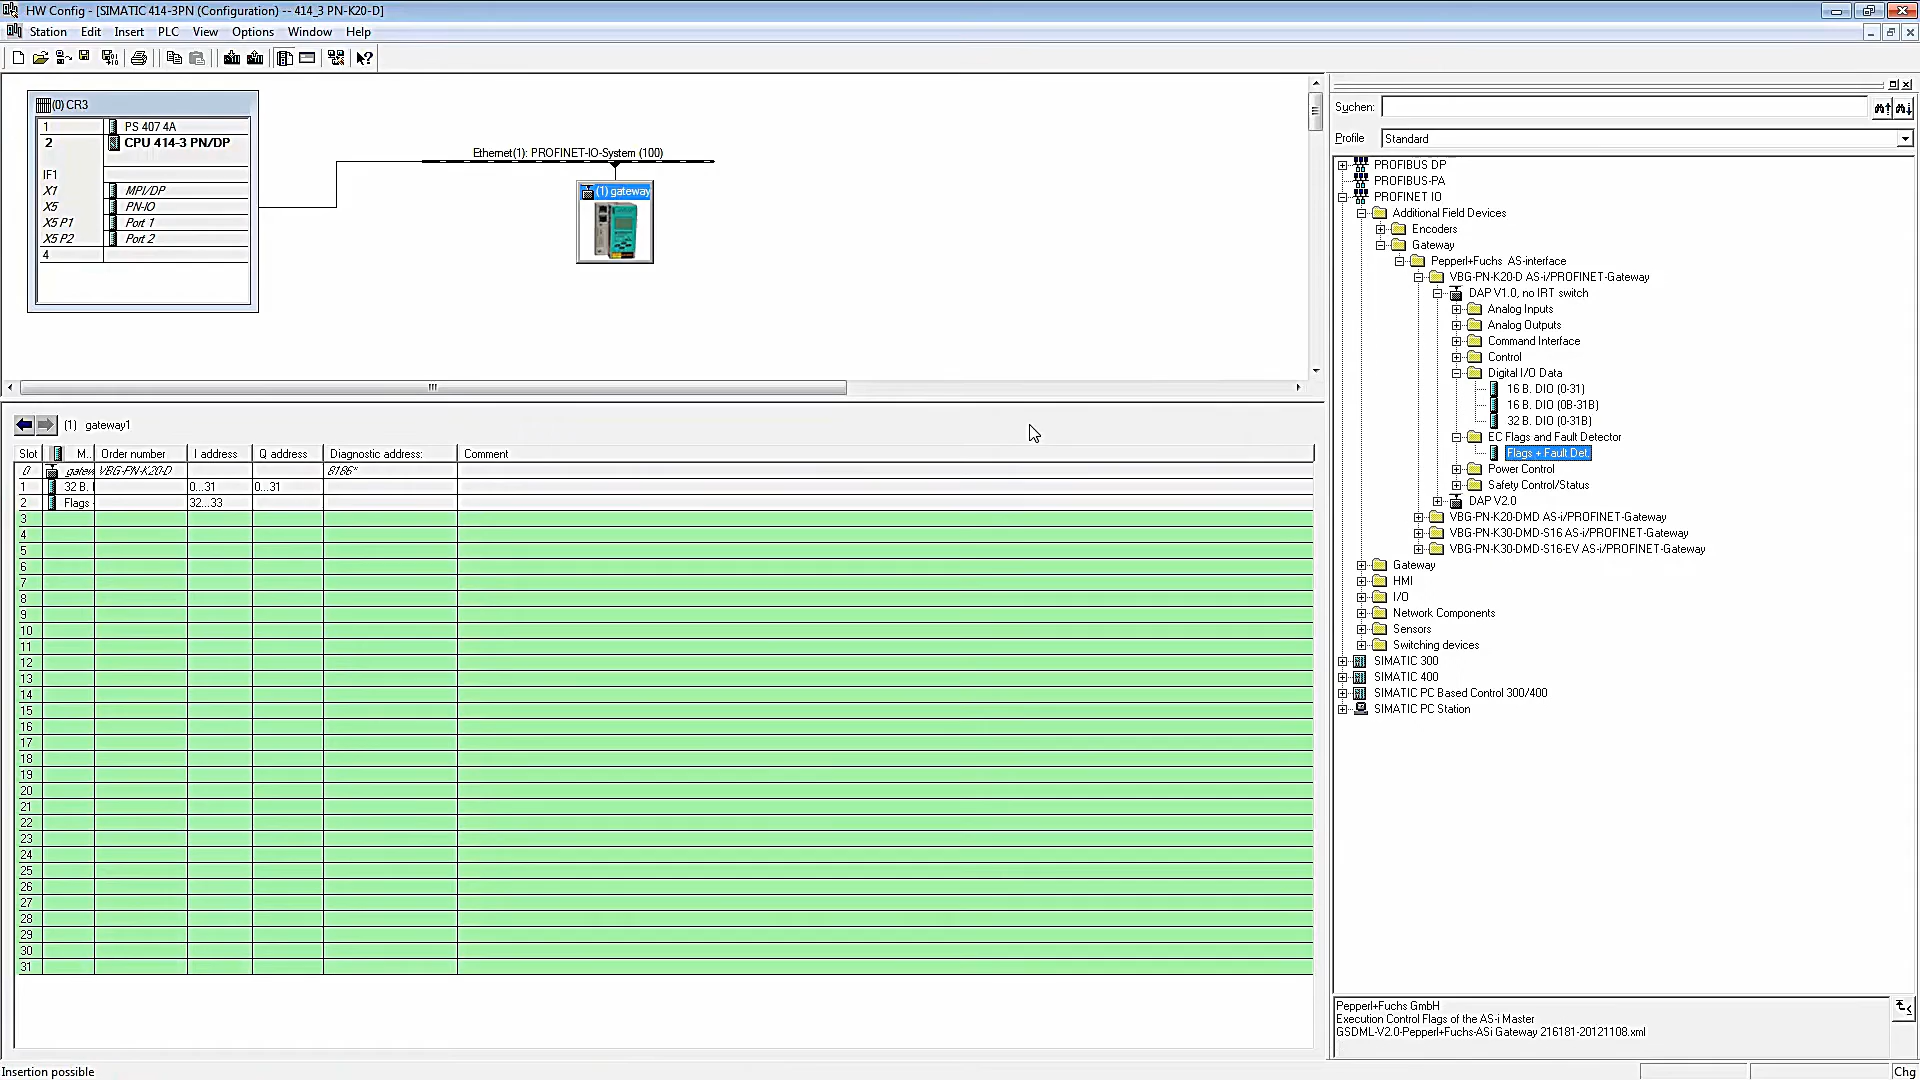 HW Config - [SIMATIC 414-3PN (Configuration) -- 414_3 PN-K20-D]
Station Edit Insert PLC View Options Window Help
(0) CR3
1 PS 407 4A
2 CPU 414-3 PN/DP
IF1
X1 MPI/DP
X5 PN-IO
X5 P1 Port 1
X5 P2 Port 2
4
Ethernet(1): PROFINET-IO-System (100)
(1) gateway
(1) gateway1
Slot M... Order number I address Q address Diagnostic address: Comment
0 gatew VBG-PN-K20-D 8186*
1 32 B. 0...31 0...31
2 Flags 32...33
3
4
5
6
7
8
9
10
11
12
13
14
15
16
17
18
19
20
21
22
23
24
25
26
27
28
29
30
31
Suchen:
Profile Standard
PROFIBUS DP
PROFIBUS-PA
PROFINET IO
Additional Field Devices
Encoders
Gateway
Pepperl+Fuchs AS-interface
VBG-PN-K20-D AS-i/PROFINET-Gateway
DAP V1.0, no IRT switch
Analog Inputs
Analog Outputs
Command Interface
Control
Digital I/O Data
16 B. DIO (0-31)
16 B. DIO (0B-31B)
32 B. DIO (0-31B)
EC Flags and Fault Detector
Flags + Fault Det.
Power Control
Safety Control/Status
DAP V2.0
VBG-PN-K20-DMD AS-i/PROFINET-Gateway
VBG-PN-K30-DMD-S16 AS-i/PROFINET-Gateway
VBG-PN-K30-DMD-S16-EV AS-i/PROFINET-Gateway
Gateway
HMI
I/O
Network Components
Sensors
Switching devices
SIMATIC 300
SIMATIC 400
SIMATIC PC Based Control 300/400
SIMATIC PC Station
Pepperl+Fuchs GmbH
Execution Control Flags of the AS-i Master
GSDML-V2.0-Pepperl+Fuchs-ASi Gateway 216181-20121108.xml
Insertion possible
Chg